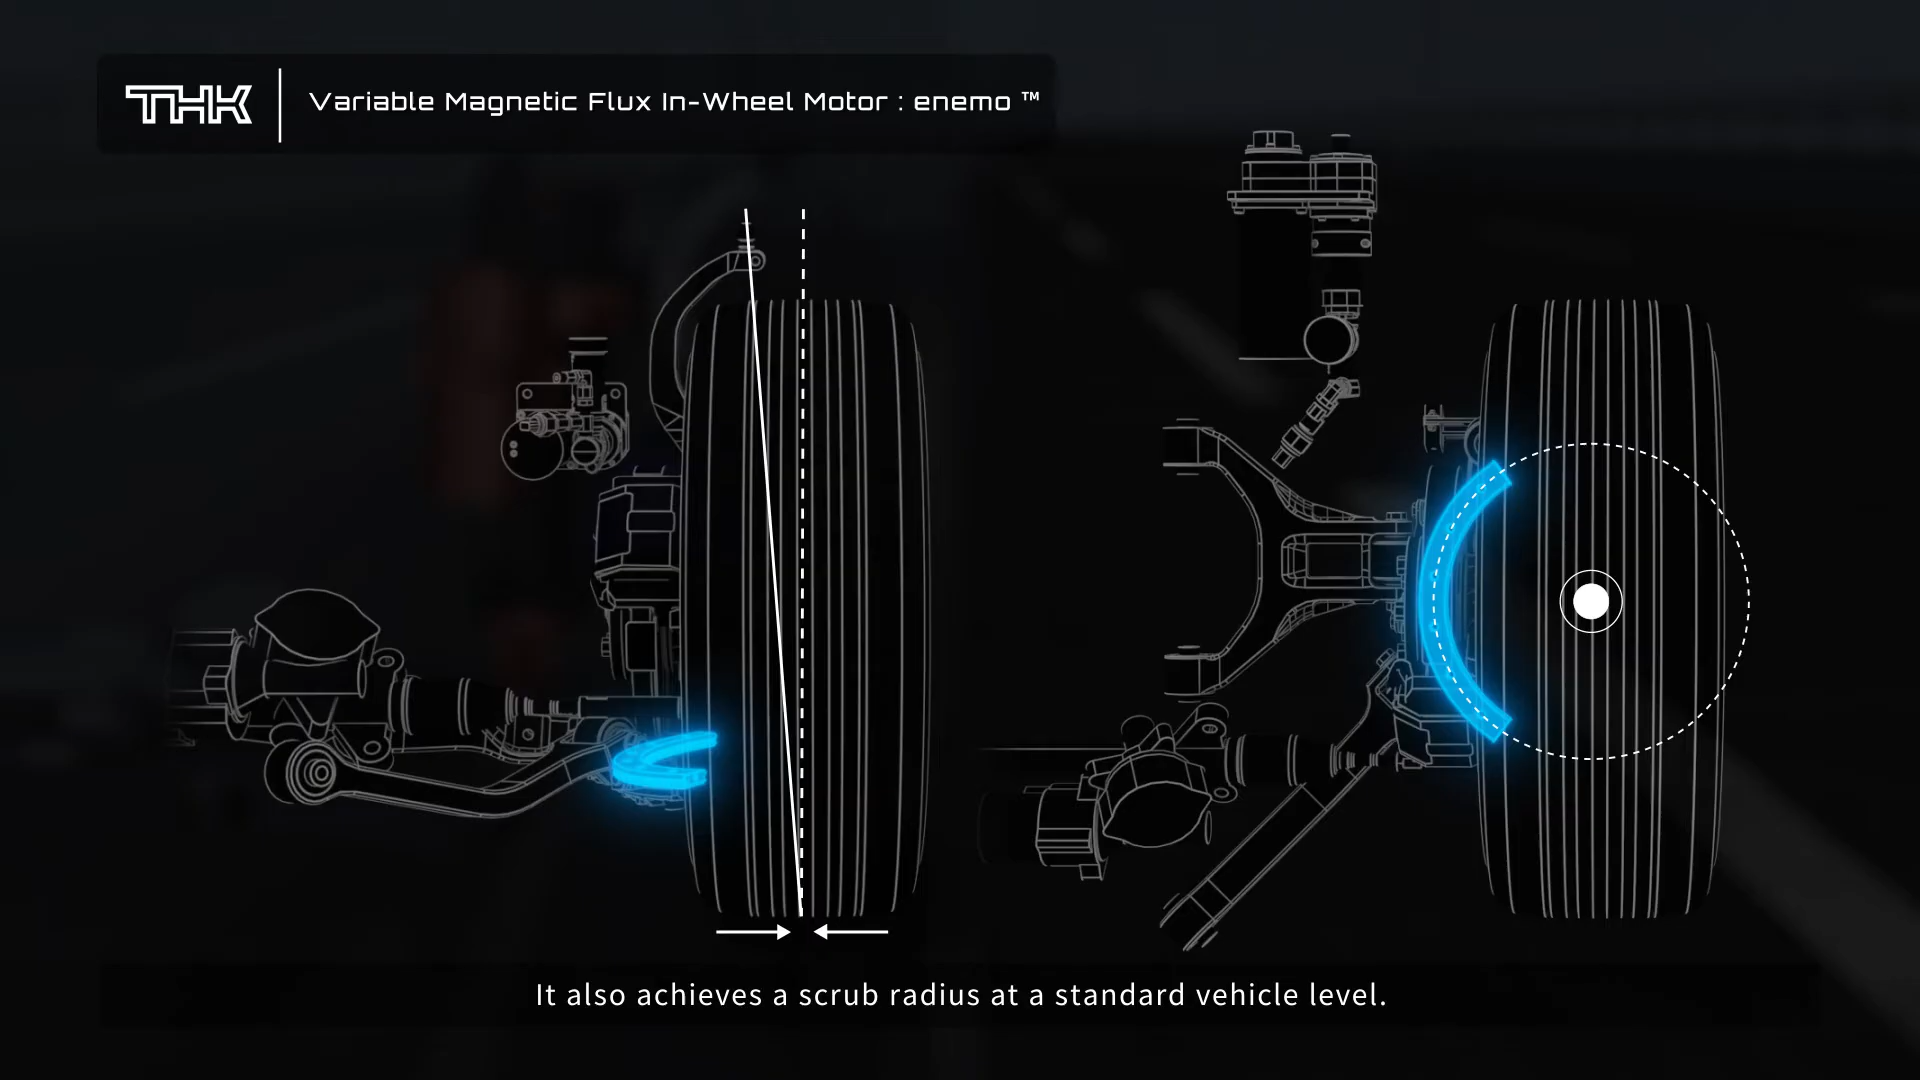 THK
Variable Magnetic Flux In-Wheel Motor : enemo ™
It also achieves a scrub radius at a standard vehicle level.